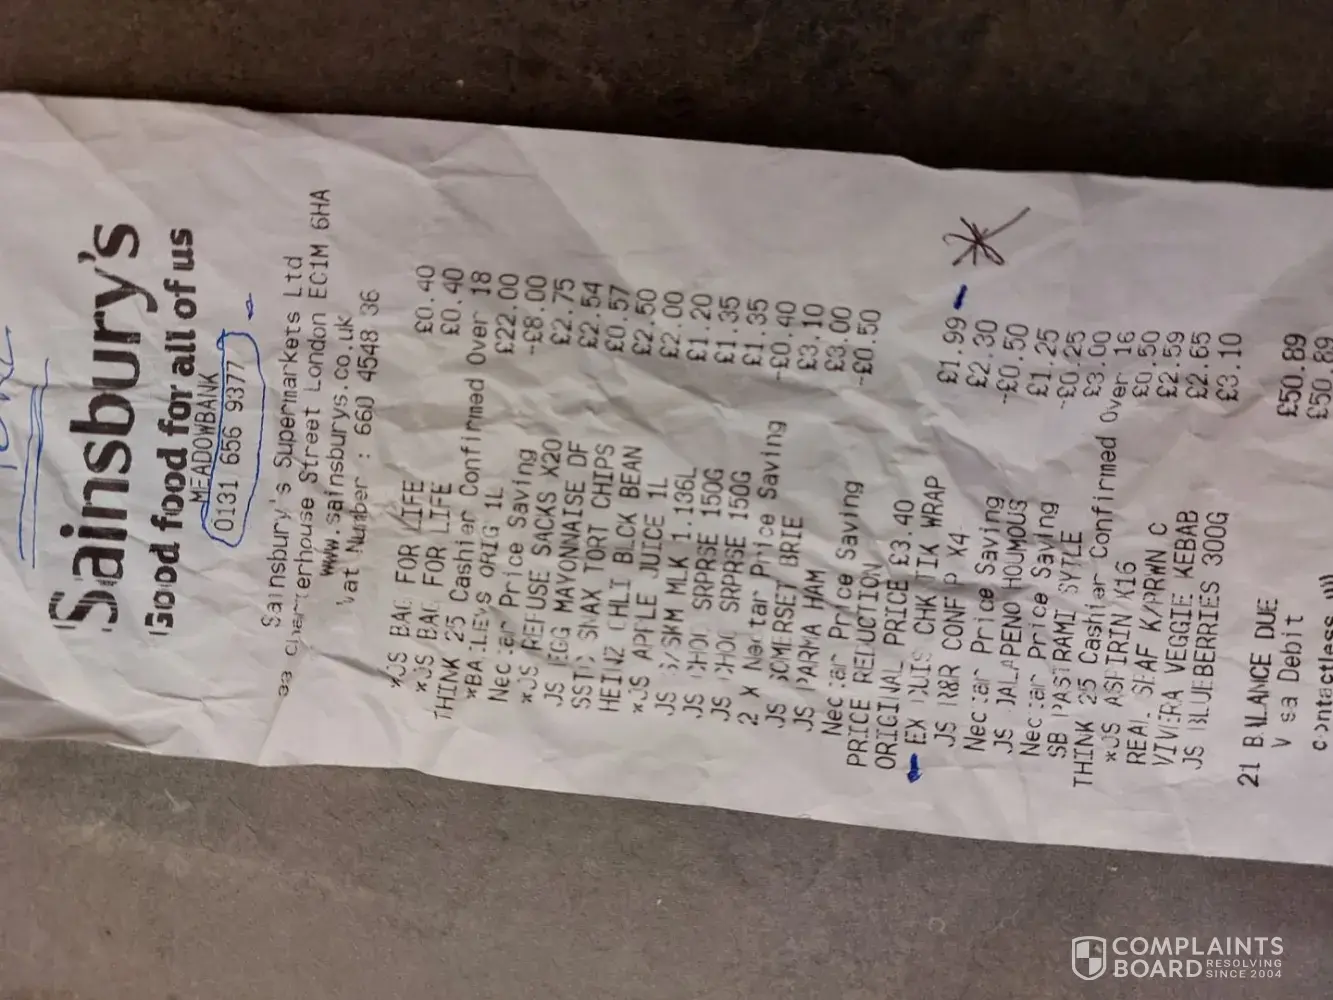 Sainsbury's
Good food for all of us
MEADOWBANK
0131 656 9377
Sainsbury's Supermarkets Ltd
33 Charterhouse Street London EC1M 6HA
www.sainsburys.co.uk
Vat Number : 660 4548 36
*JS BAG FOR LIFE £0.40
*JS BAG FOR LIFE £0.40
THINK 25 Cashier Confirmed Over 18
*BAILEYS ORIG 1L £22.00
Nectar Price Saving -£8.00
*JS REFUSE SACKS X20 £2.75
JS EGG MAYONNAISE DF £2.54
SSTS SNAX TORT CHIPS £0.57
HEINZ CHLI BLCK BEAN £2.50
*JS APPLE JUICE 1L £2.00
JS S/SKM MLK 1.136L £1.20
JS CHOC SRPRSE 150G £1.35
JS CHOC SRPRSE 150G £1.35
2 X Nectar Price Saving -£0.40
JS SOMERSET BRIE £3.10
JS PARMA HAM £3.00
Nectar Price Saving -£0.50
PRICE REDUCTION
ORIGINAL PRICE £3.40
EX QUIS CHK TIK WRAP £1.99
JS R&R CONF D X4 £2.30
Nectar Price Saving -£0.50
JS JALAPENO HOUMOUS £1.25
Nectar Price Saving -£0.25
SB PASTRAMI SYTLE £3.00
THINK 25 Cashier Confirmed Over 16
*JS ASPIRIN X16 £0.50
REAL SEAF K/PRWN C £2.59
VIVERA VEGGIE KEBAB £2.65
JS BLUEBERRIES 300G £3.10
21 BALANCE DUE £50.89
Visa Debit £50.89
Contactless
COMPLAINTS
BOARD RESOLVING
SINCE 2004